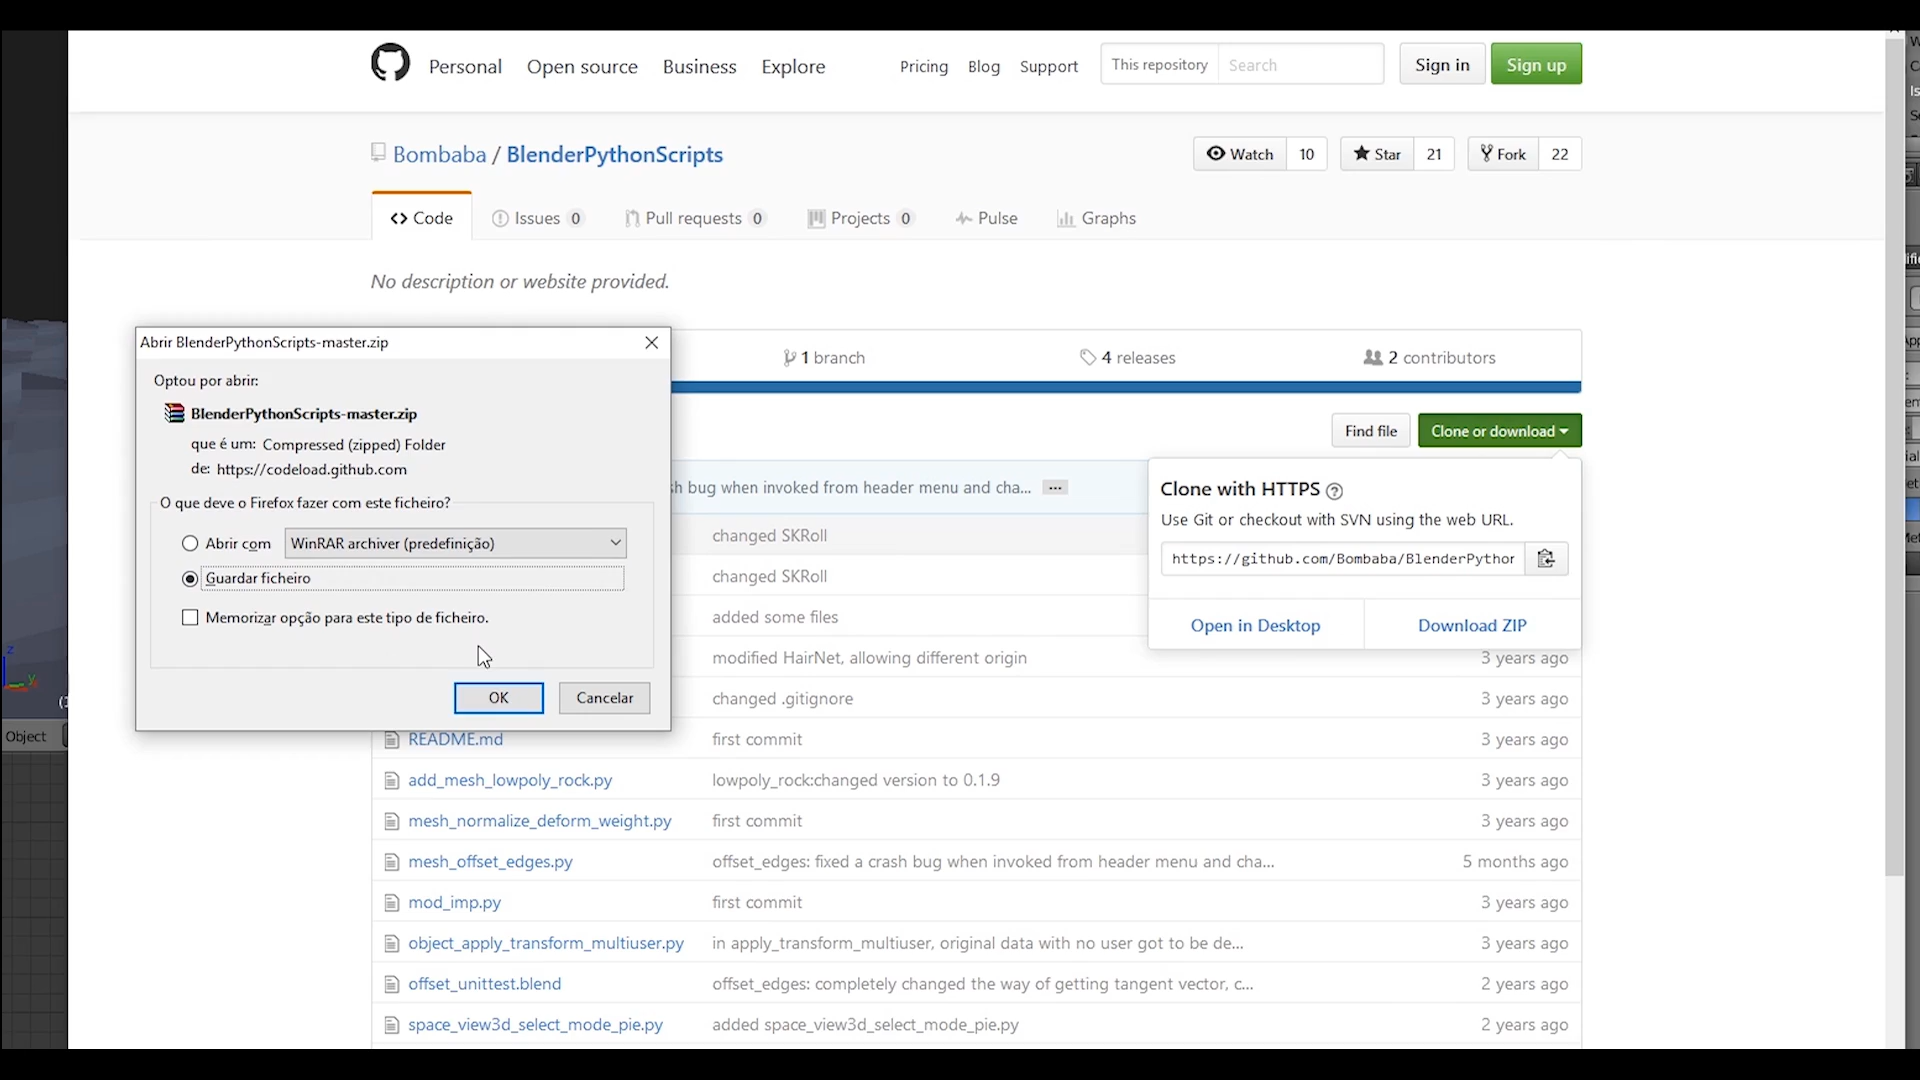 Personal Open source Business Explore Pricing Blog Support This repository Search Sign in Sign up
Bombaba / BlenderPythonScripts Watch 10 Star 21 Fork 22
Code Issues 0 Pull requests 0 Projects 0 Pulse Graphs
No description or website provided.
1 branch 4 releases 2 contributors
Find file Clone or download
h bug when invoked from header menu and cha...
changed SKRoll
changed SKRoll
added some files
modified HairNet, allowing different origin 3 years ago
changed .gitignore 3 years ago
README.md first commit 3 years ago
add_mesh_lowpoly_rock.py lowpoly_rock:changed version to 0.1.9 3 years ago
mesh_normalize_deform_weight.py first commit 3 years ago
mesh_offset_edges.py offset_edges: fixed a crash bug when invoked from header menu and cha... 5 months ago
mod_imp.py first commit 3 years ago
object_apply_transform_multiuser.py in apply_transform_multiuser, original data with no user got to be de... 3 years ago
offset_unittest.blend offset_edges: completely changed the way of getting tangent vector, c... 2 years ago
space_view3d_select_mode_pie.py added space_view3d_select_mode_pie.py 2 years ago
Clone with HTTPS ?
Use Git or checkout with SVN using the web URL.
https://github.com/Bombaba/BlenderPython
Open in Desktop Download ZIP
Abrir BlenderPythonScripts-master.zip
Optou por abrir:
BlenderPythonScripts-master.zip
que é um: Compressed (zipped) Folder
de: https://codeload.github.com
O que deve o Firefox fazer com este ficheiro?
Abrir com WinRAR archiver (predefinição)
Guardar ficheiro
Memorizar opção para este tipo de ficheiro.
OK Cancelar
z
y
(1
Object